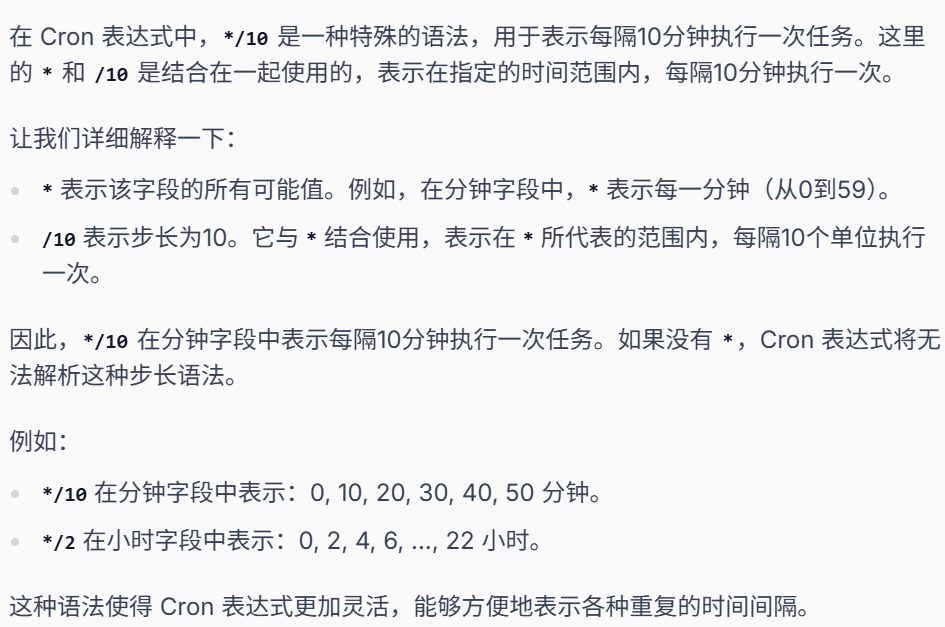 在 Cron 表达式中，*/10 是一种特殊的语法，用于表示每隔10分钟执行一次任务。这里
的 * 和 /10 是结合在一起使用的，表示在指定的时间范围内，每隔10分钟执行一次。
让我们详细解释一下：
* 表示该字段的所有可能值。例如，在分钟字段中，* 表示每一分钟（从0到59）。
/10 表示步长为10。它与 * 结合使用，表示在 * 所代表的范围内，每隔10个单位执行
一次。
因此，*/10 在分钟字段中表示每隔10分钟执行一次任务。如果没有 *，Cron 表达式将无
法解析这种步长语法。
例如：
*/10 在分钟字段中表示：0, 10, 20, 30, 40, 50 分钟。
*/2 在小时字段中表示：0, 2, 4, 6, ..., 22 小时。
这种语法使得 Cron 表达式更加灵活，能够方便地表示各种重复的时间间隔。